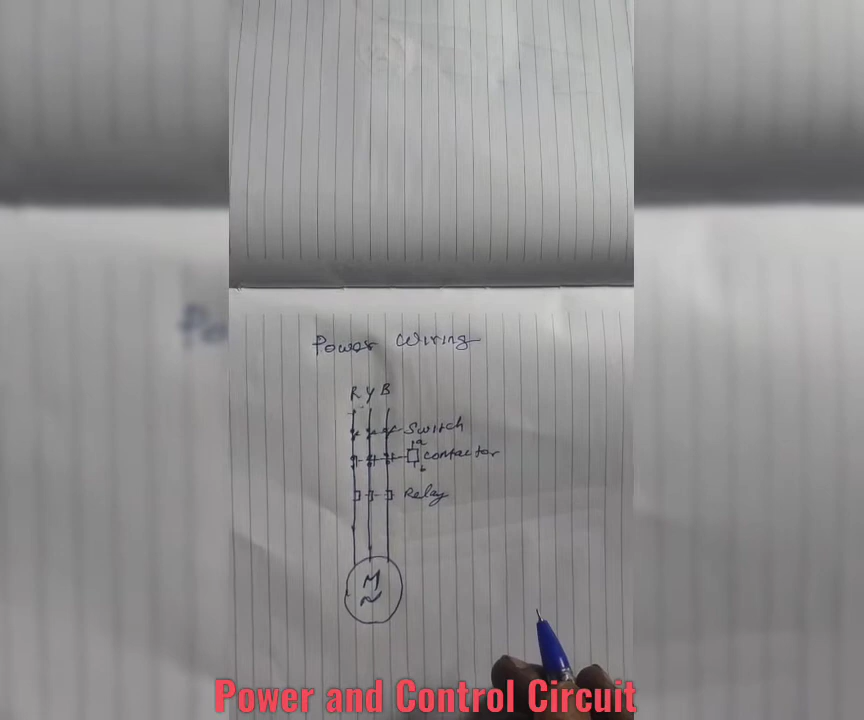 Power Wiring
R Y B
Switch
a
Contactor
b
Relay
M
~
Power and Control Circuit